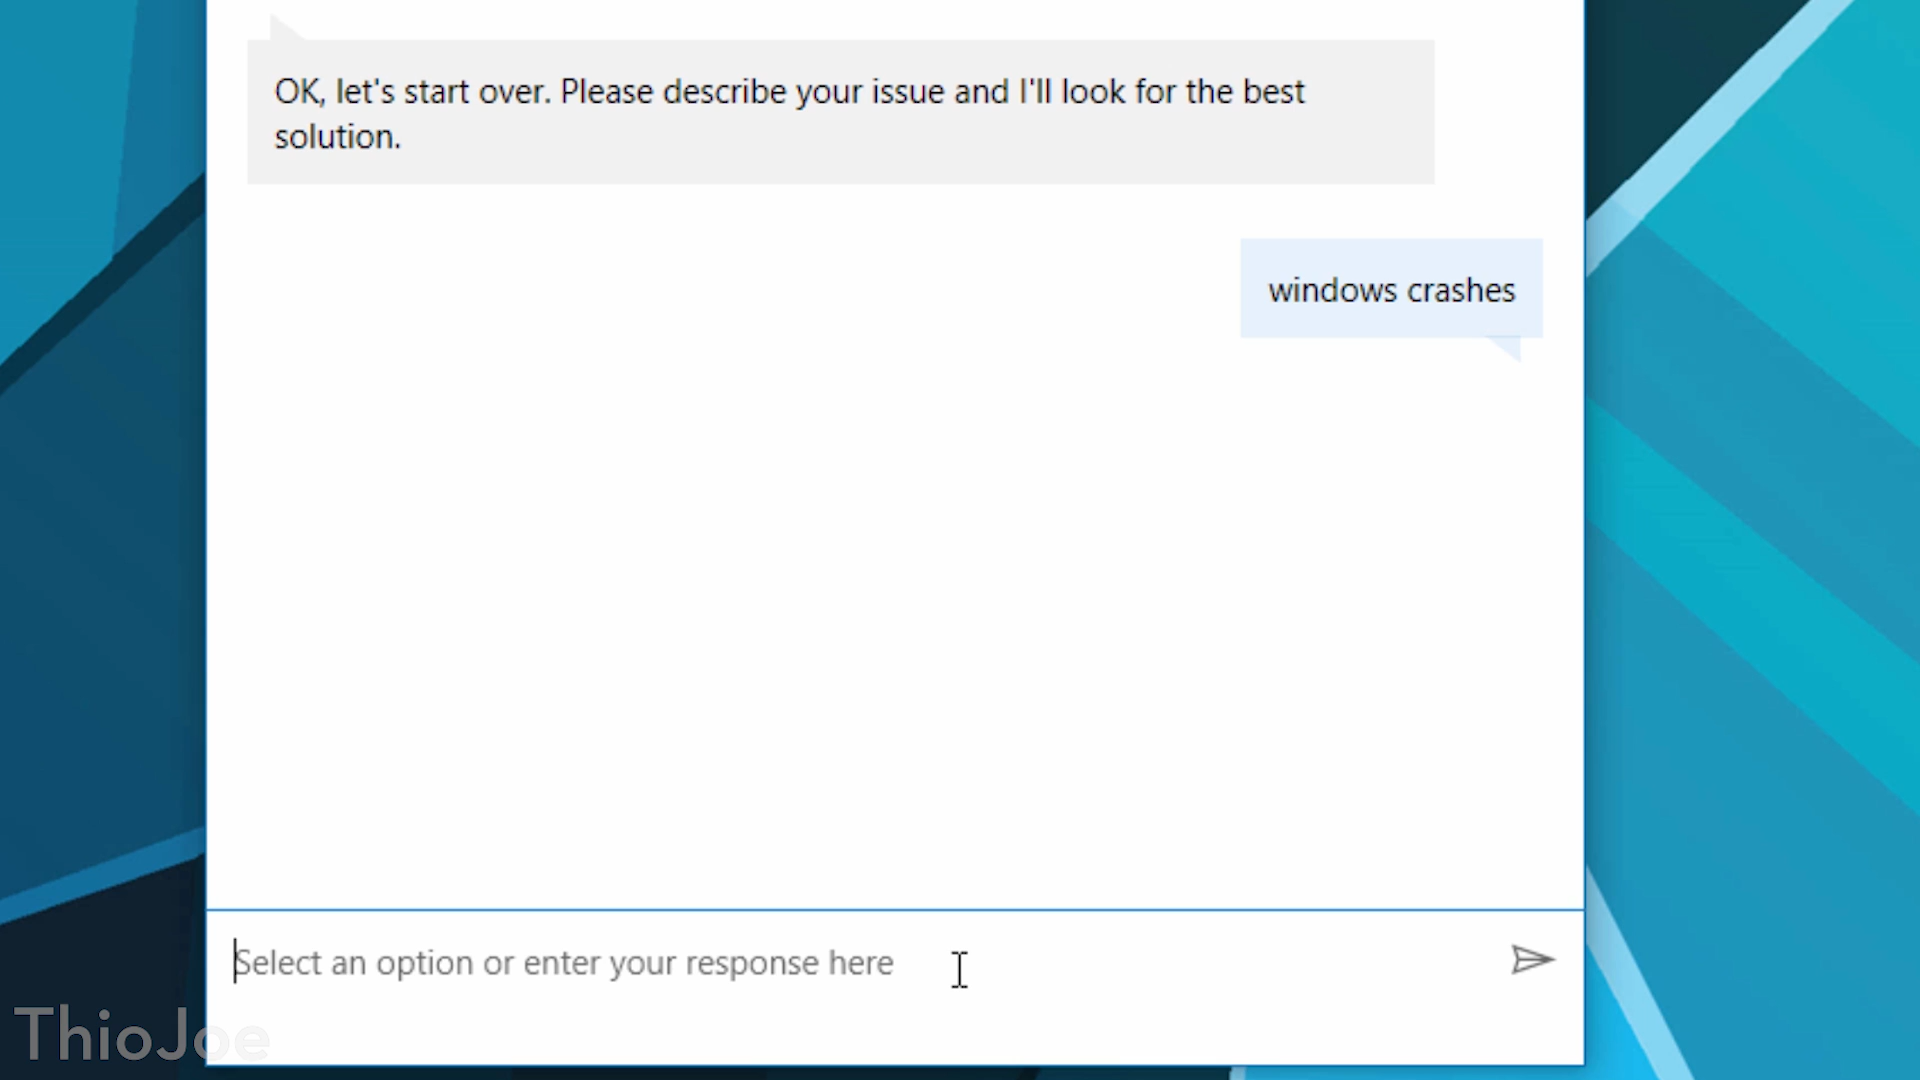 OK, let's start over. Please describe your issue and I'll look for the best
solution.
windows crashes
Select an option or enter your response here
ThioJoe